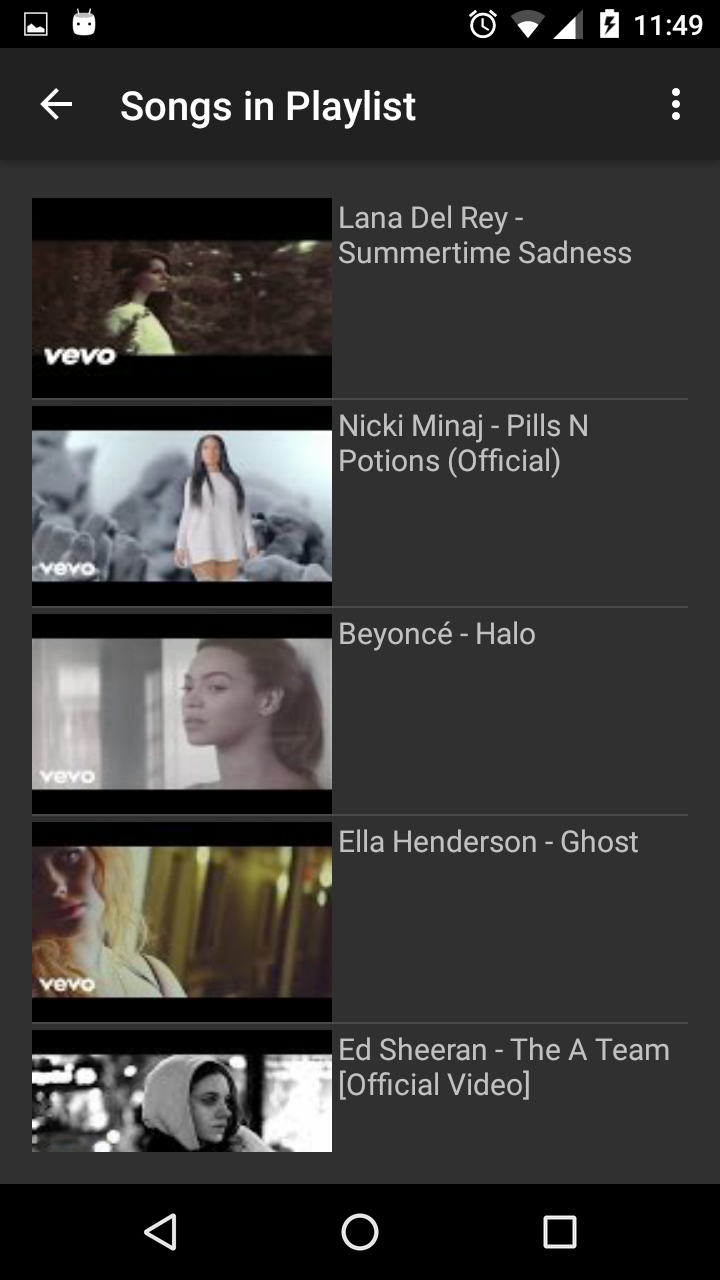 11:49
Songs in Playlist
Lana Del Rey -
Summertime Sadness
vevo
Nicki Minaj - Pills N
Potions (Official)
vevo
Beyoncé - Halo
vevo
Ella Henderson - Ghost
vevo
Ed Sheeran - The A Team
[Official Video]